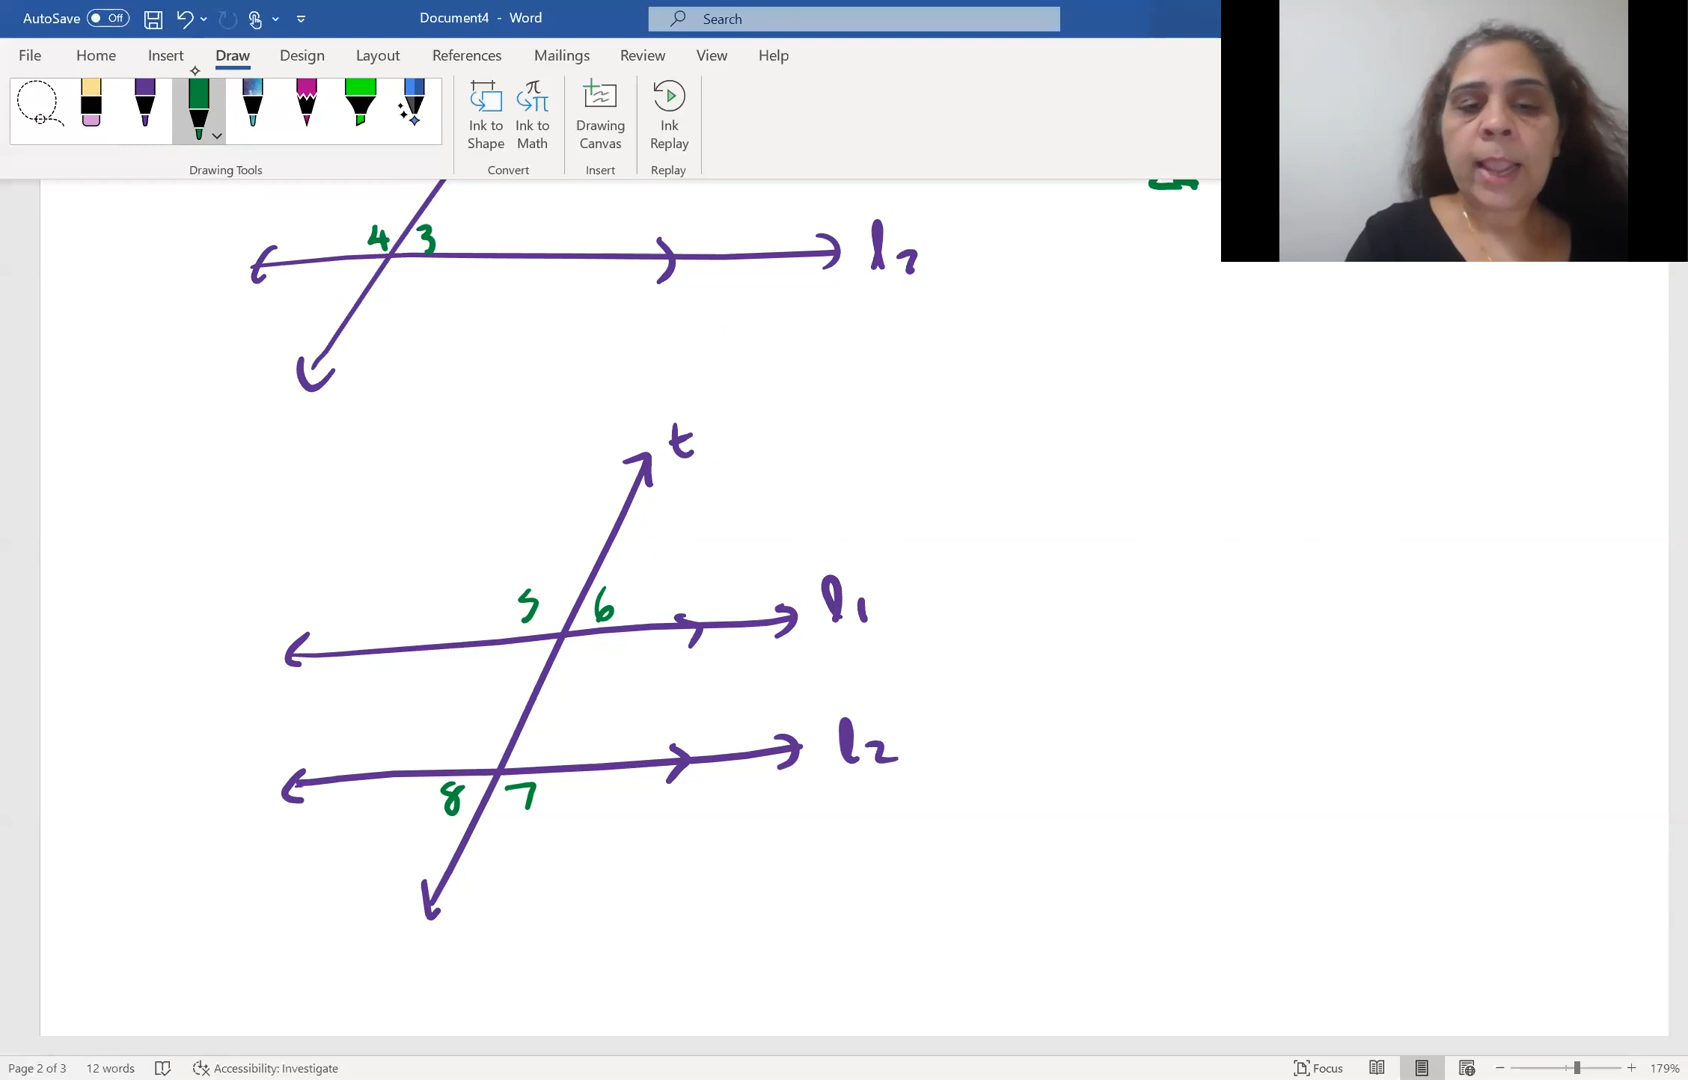 AutoSave Off Document4 - Word Search
File Home Insert Draw Design Layout References Mailings Review View Help
Ink to Shape
Ink to Math
Drawing Canvas
Ink Replay
Drawing Tools Convert Insert Replay
4 3 l2
t
5 6 l1
l2
8 7
Page 2 of 3 12 words Accessibility: Investigate Focus 179%